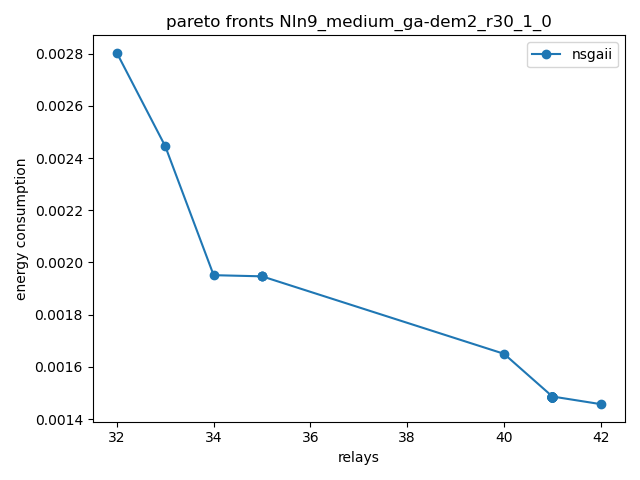 pareto fronts NIn9_medium_ga-dem2_r30_1_0
nsgaii
energy consumption
0.0028
0.0026
0.0024
0.0022
0.0020
0.0018
0.0016
0.0014
32 34 36 38 40 42
relays